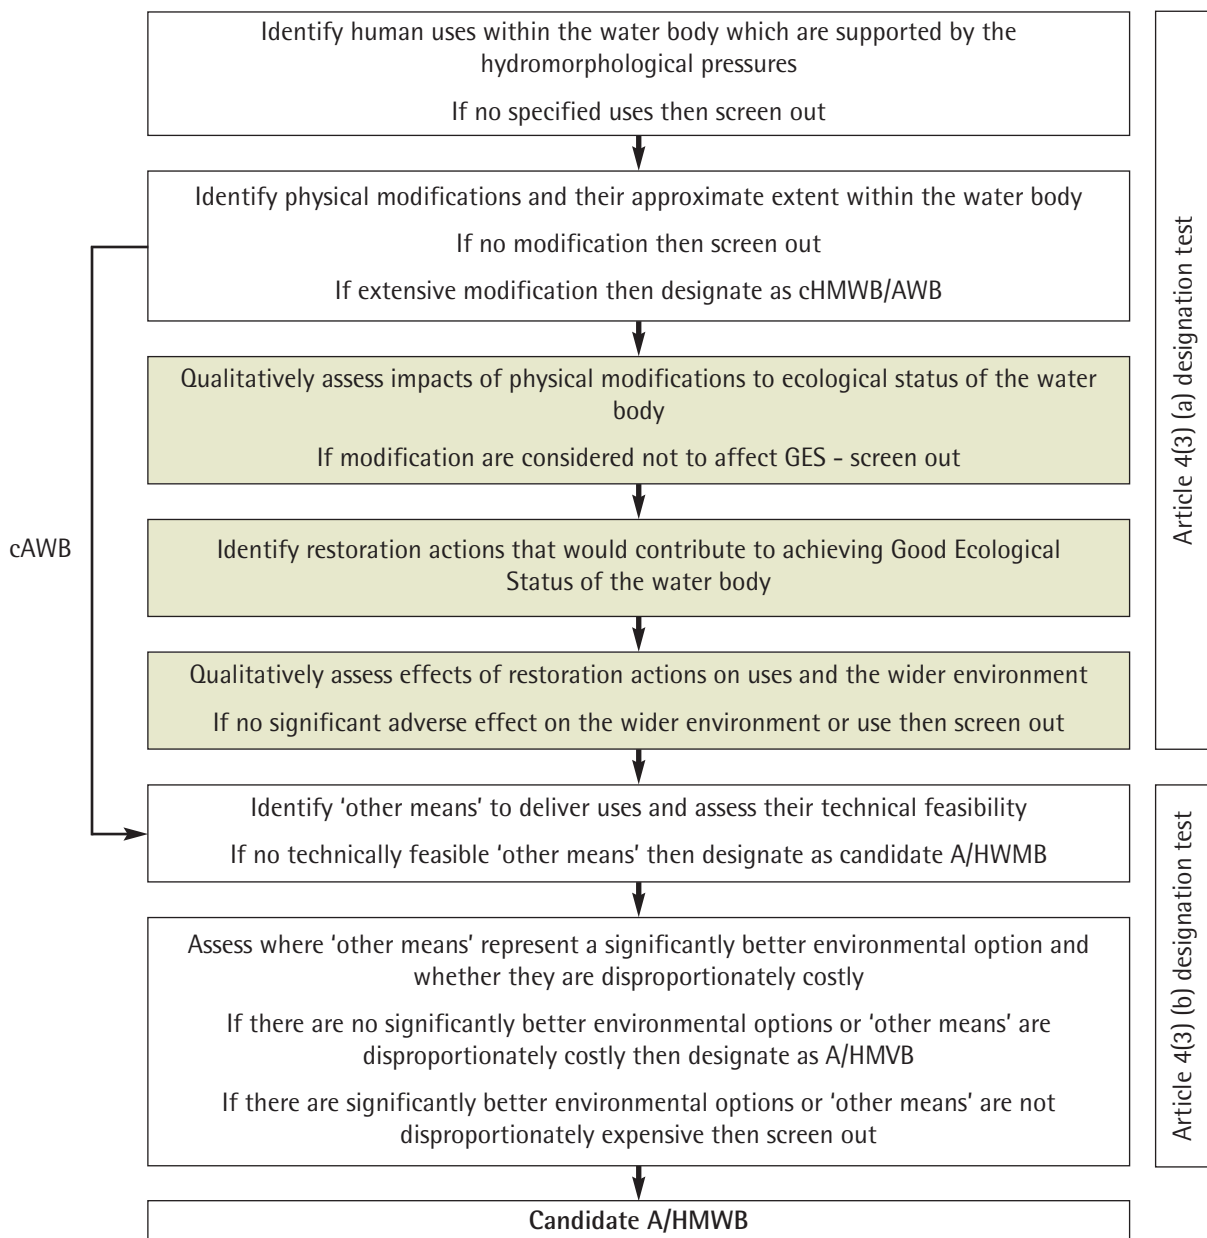 Identify human uses within the water body which are supported by the
hydromorphological pressures
If no specified uses then screen out
Identify physical modifications and their approximate extent within the water body
If no modification then screen out
If extensive modification then designate as cHMWB/AWB
Qualitatively assess impacts of physical modifications to ecological status of the water
body
If modification are considered not to affect GES - screen out
Identify restoration actions that would contribute to achieving Good Ecological
Status of the water body
Qualitatively assess effects of restoration actions on uses and the wider environment
If no significant adverse effect on the wider environment or use then screen out
Article 4(3) (a) designation test
cAWB
Identify ‘other means’ to deliver uses and assess their technical feasibility
If no technically feasible ‘other means’ then designate as candidate A/HWMB
Assess where ‘other means’ represent a significantly better environmental option and
whether they are disproportionately costly
If there are no significantly better environmental options or ‘other means’ are
disproportionately costly then designate as A/HMVB
If there are significantly better environmental options or ‘other means’ are not
disproportionately expensive then screen out
Article 4(3) (b) designation test
Candidate A/HMWB